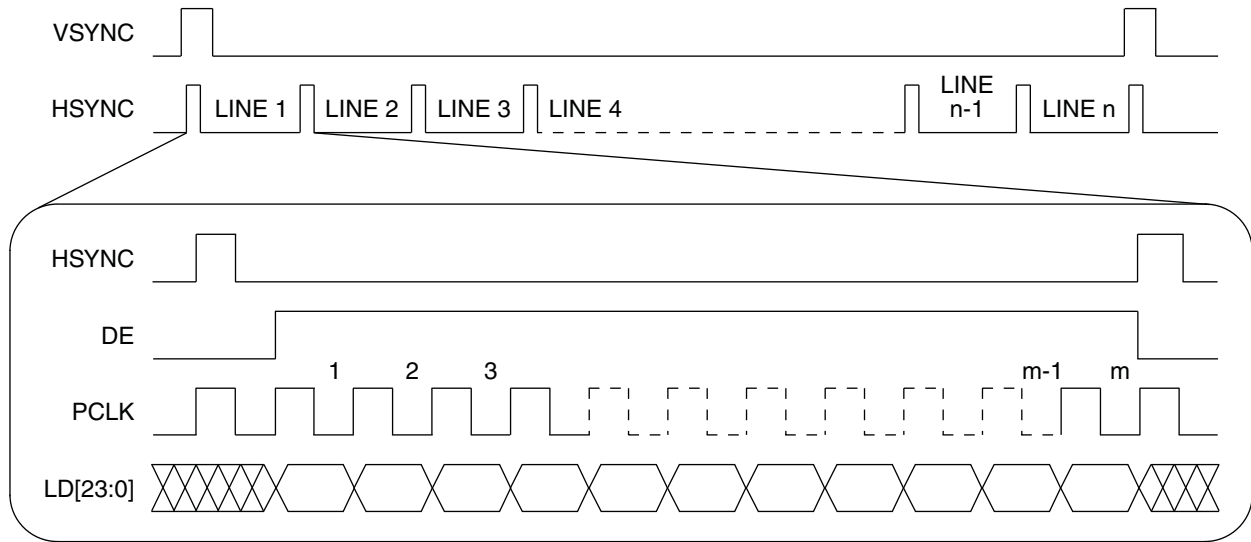 VSYNC
HSYNC LINE 1 LINE 2 LINE 3 LINE 4 LINE n-1 LINE n
HSYNC
DE
1 2 3 m-1 m
PCLK
LD[23:0]